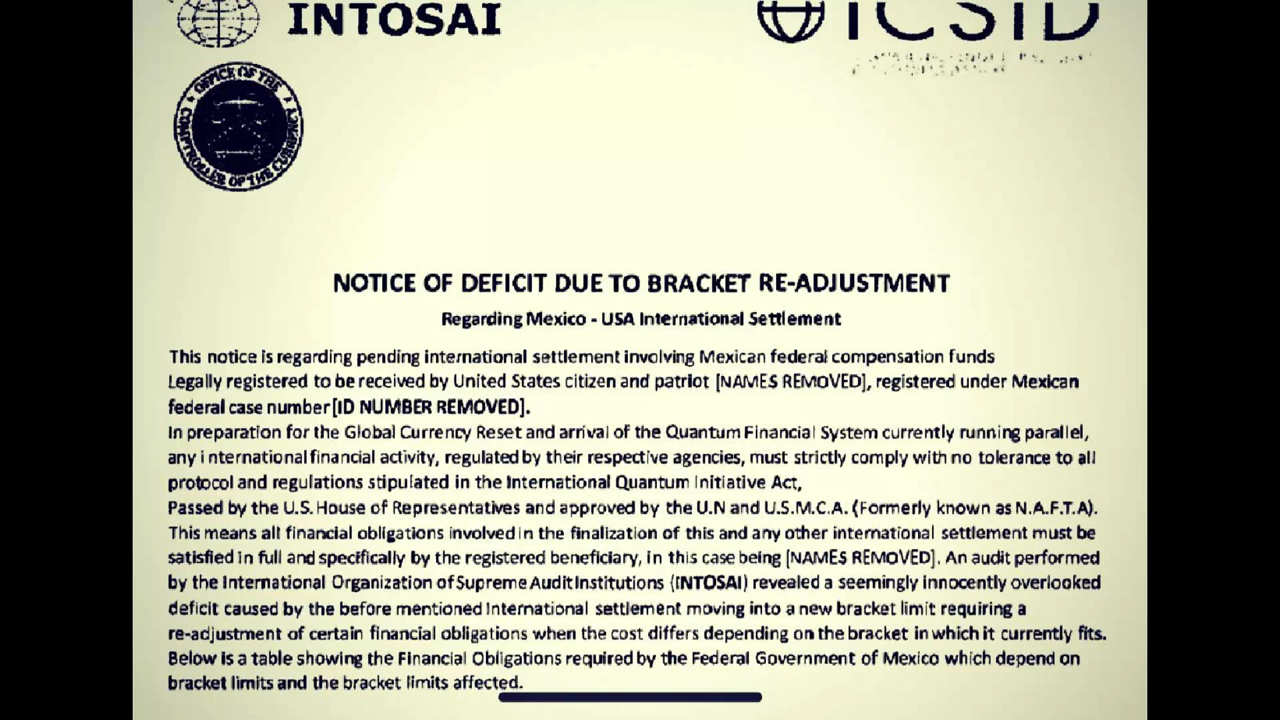 INTOSAI
ICSID
OFFICE OF THE COMPTROLLER OF THE CURRENCY
NOTICE OF DEFICIT DUE TO BRACKET RE-ADJUSTMENT
Regarding Mexico - USA International Settlement
This notice is regarding pending international settlement involving Mexican federal compensation funds
Legally registered to be received by United States citizen and patriot [NAMES REMOVED], registered under Mexican
federal case number[ID NUMBER REMOVED].
In preparation for the Global Currency Reset and arrival of the Quantum Financial System currently running parallel,
any i nternational financial activity, regulated by their respective agencies, must strictly comply with no tolerance to all
protocol and regulations stipulated in the International Quantum Initiative Act,
Passed by the U.S. House of Representatives and approved by the U.N and U.S.M.C.A. (Formerly known as N.A.F.T.A).
This means all financial obligations involved in the finalization of this and any other international settlement must be
satisfied in full and specifically by the registered beneficiary, in this case being [NAMES REMOVED]. An audit performed
by the International Organization of Supreme Audit Institutions (INTOSAI) revealed a seemingly innocently overlooked
deficit caused by the before mentioned International settlement moving into a new bracket limit requiring a
re-adjustment of certain financial obligations when the cost differs depending on the bracket in which it currently fits.
Below is a table showing the Financial Obligations required by the Federal Government of Mexico which depend on
bracket limits and the bracket limits affected.